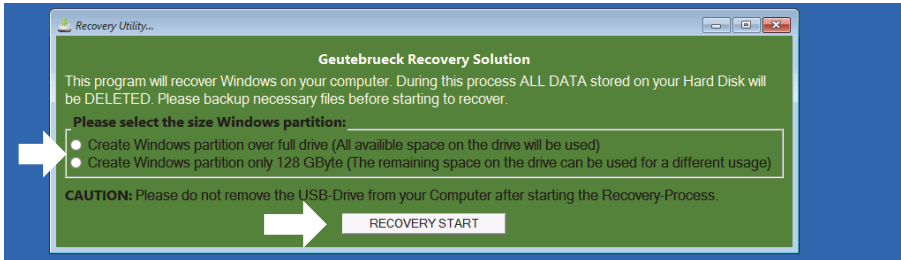 Recovery Utility...
Geutebrueck Recovery Solution
This program will recover Windows on your computer. During this process ALL DATA stored on your Hard Disk will
be DELETED. Please backup necessary files before starting to recover.
Please select the size Windows partition:
Create Windows partition over full drive (All availible space on the drive will be used)
Create Windows partition only 128 GByte (The remaining space on the drive can be used for a different usage)
CAUTION: Please do not remove the USB-Drive from your Computer after starting the Recovery-Process.
RECOVERY START